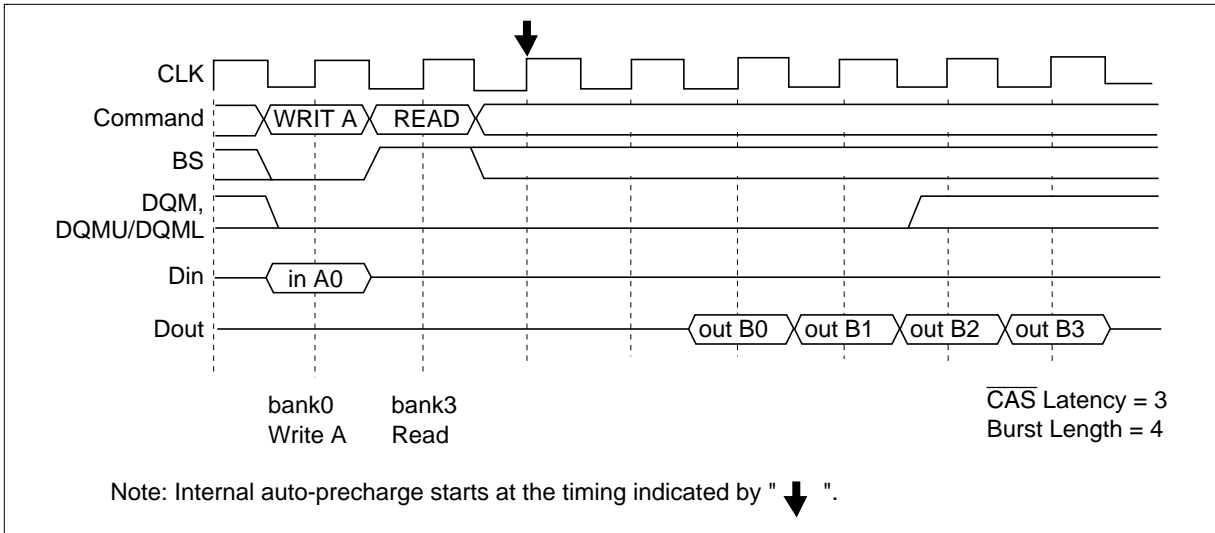 CLK
Command WRIT A READ
BS
DQM,
DQMU/DQML
Din in A0
Dout out B0 out B1 out B2 out B3
bank0 bank3 CAS Latency = 3
Write A Read Burst Length = 4
Note: Internal auto-precharge starts at the timing indicated by " ".